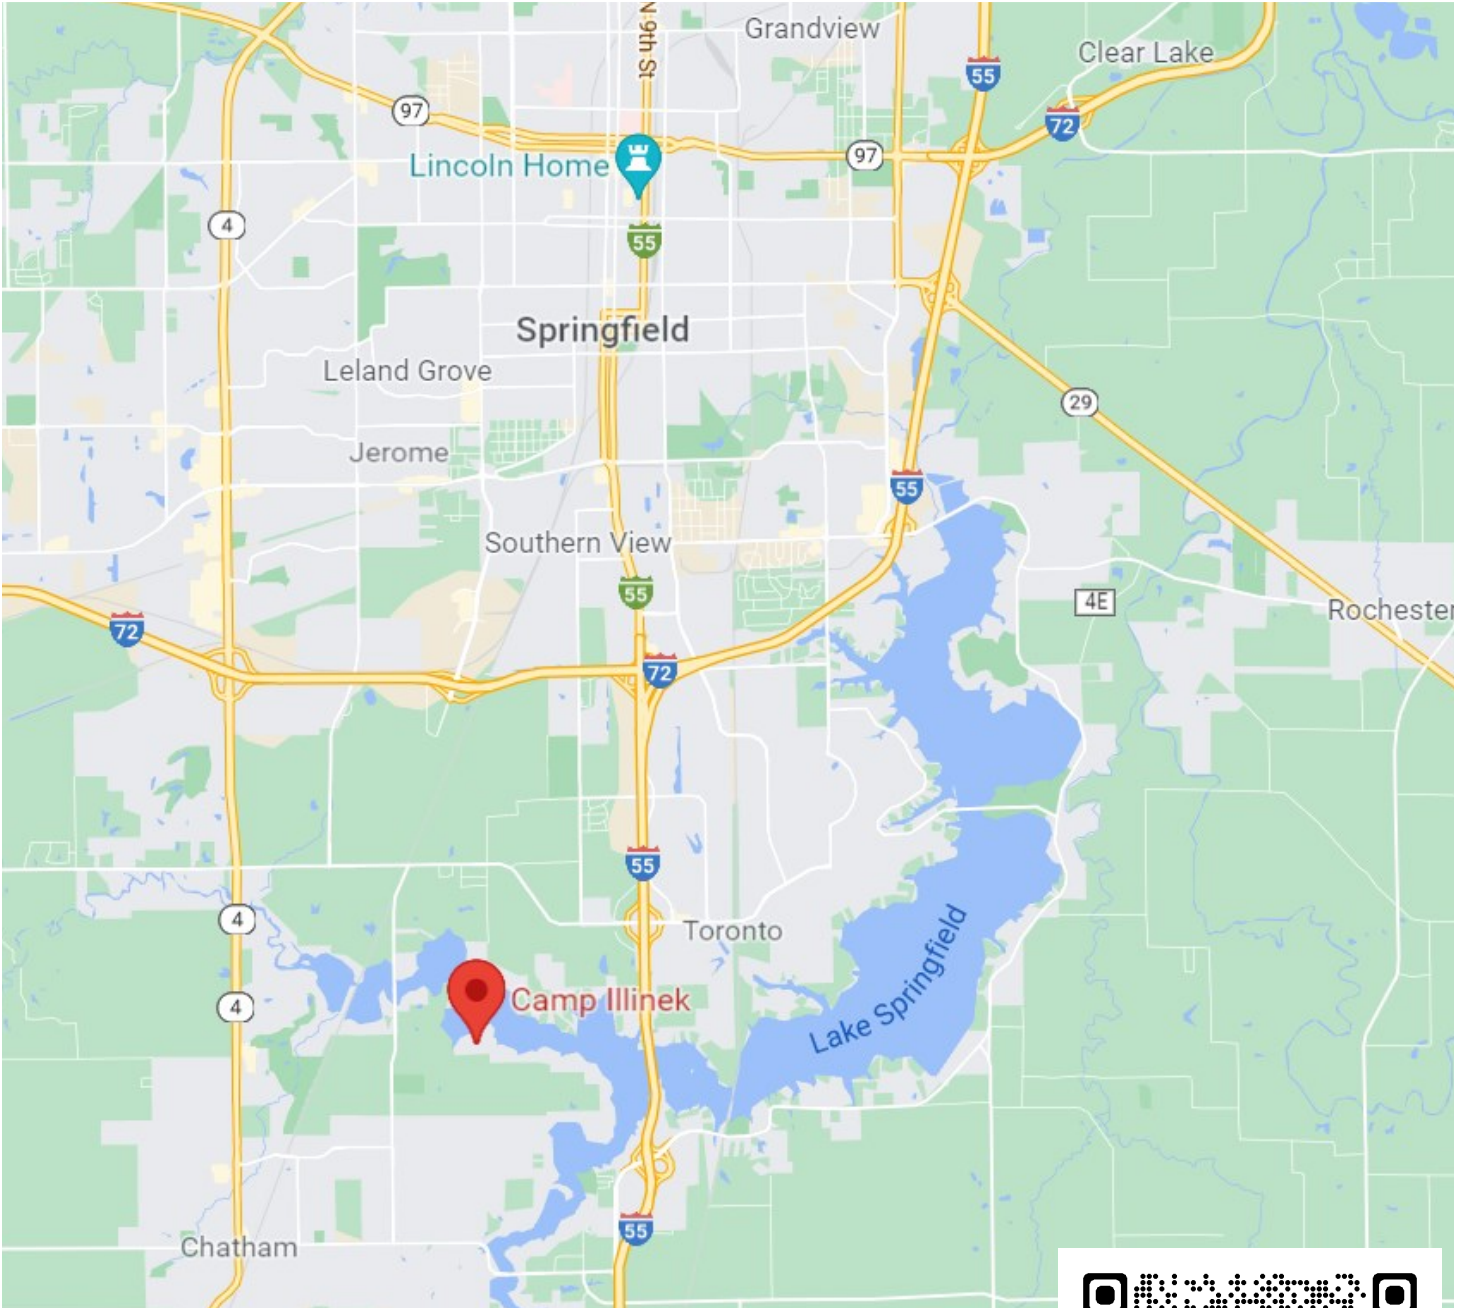 N 9th St
Grandview
Clear Lake
55
97
72
97
Lincoln Home
4
55
Springfield
Leland Grove
29
Jerome
55
Southern View
55
4E
Rochester
72
72
55
4
Toronto
Lake Springfield
Camp Illinek
4
55
Chatham